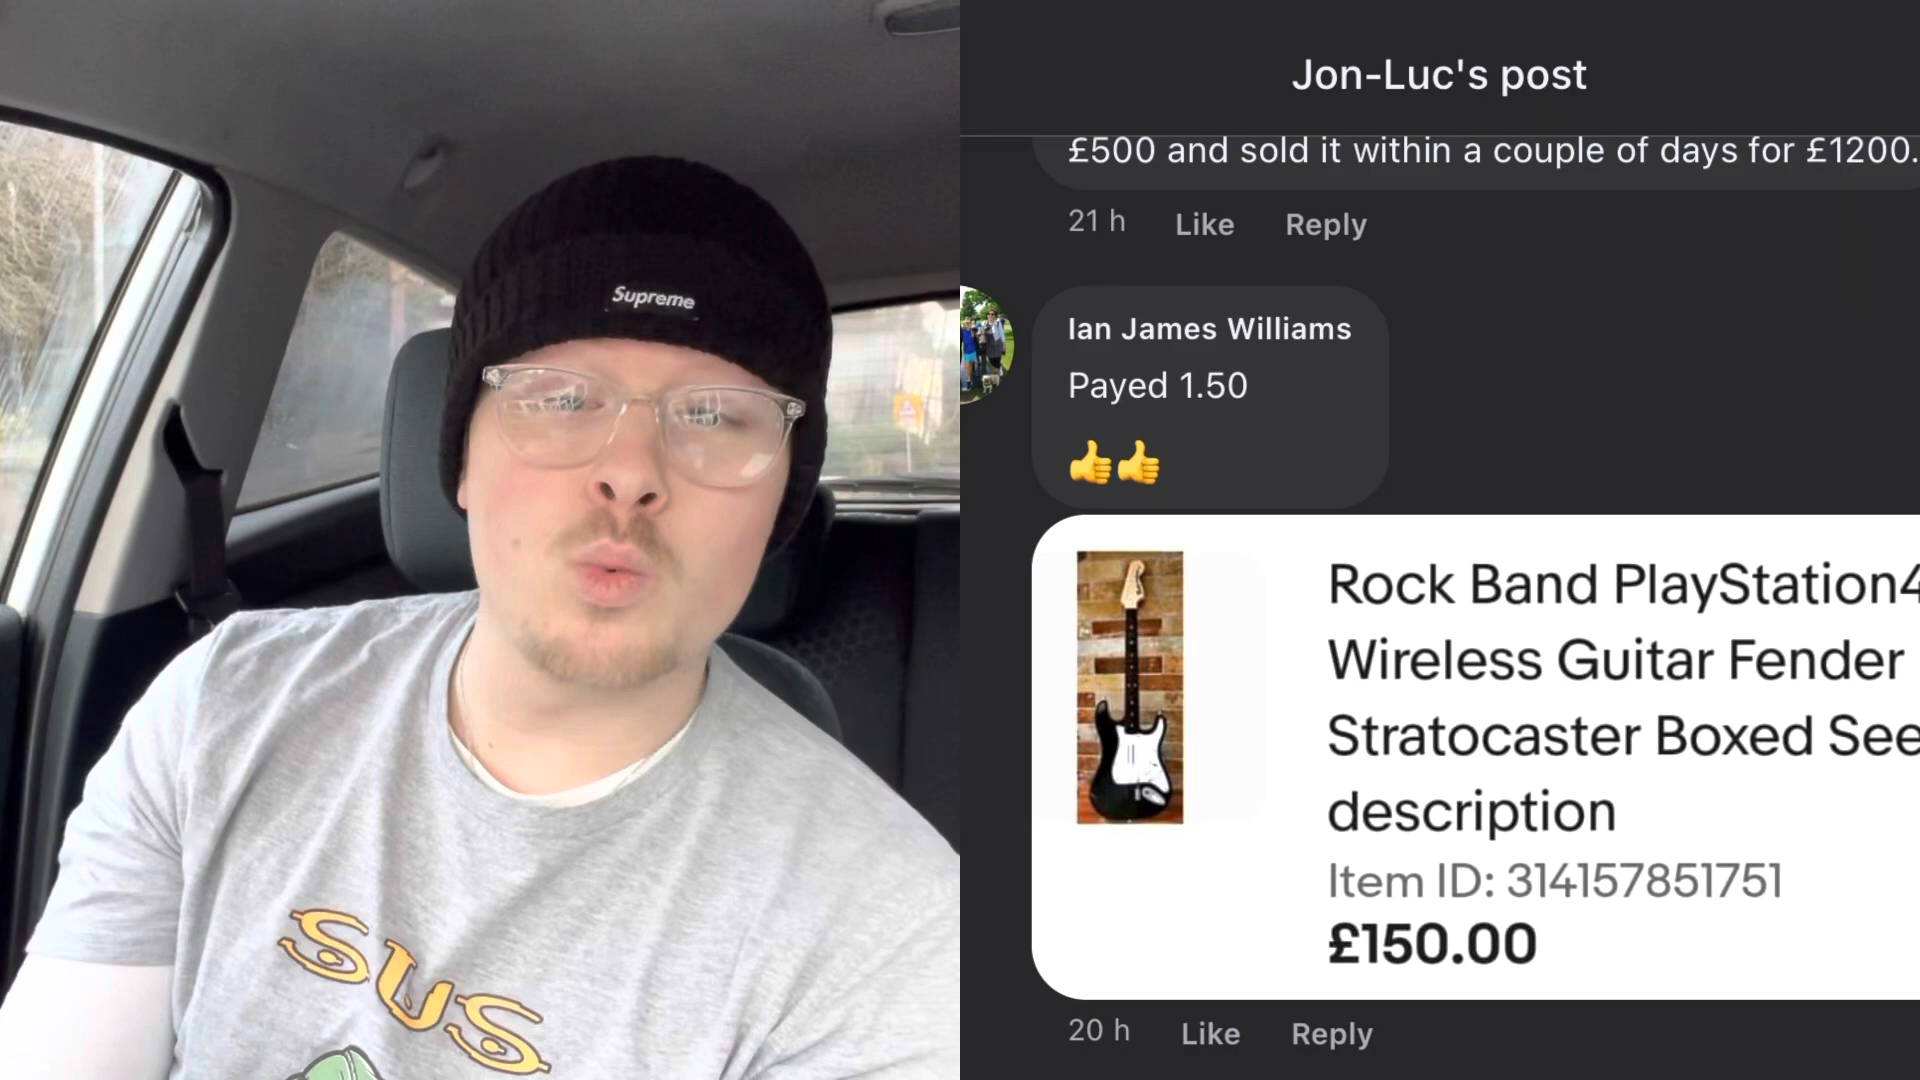 Supreme
SUS
Jon-Luc's post
£500 and sold it within a couple of days for £1200.
21 h Like Reply
Ian James Williams
Payed 1.50
👍👍
Rock Band PlayStation4
Wireless Guitar Fender
Stratocaster Boxed See
description
Item ID: 314157851751
£150.00
20 h Like Reply